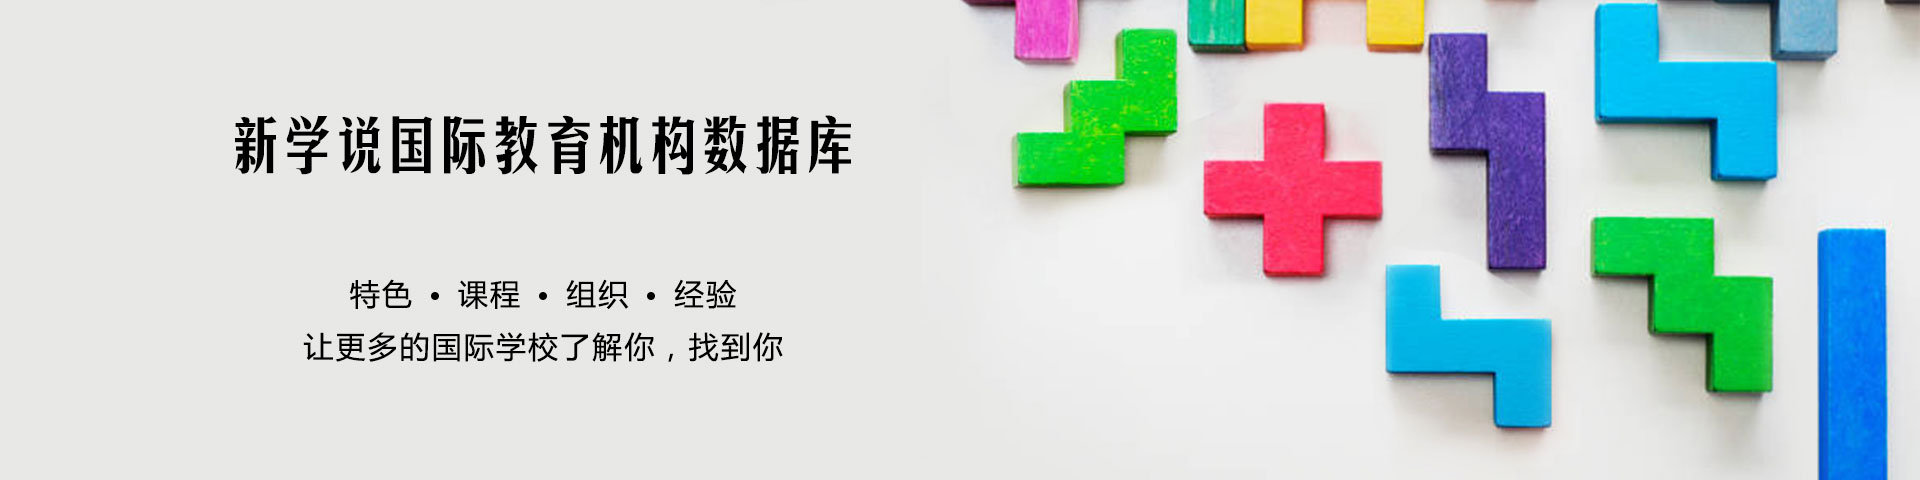 新学说国际教育机构数据库
特色 • 课程 • 组织 • 经验
让更多的国际学校了解你，找到你